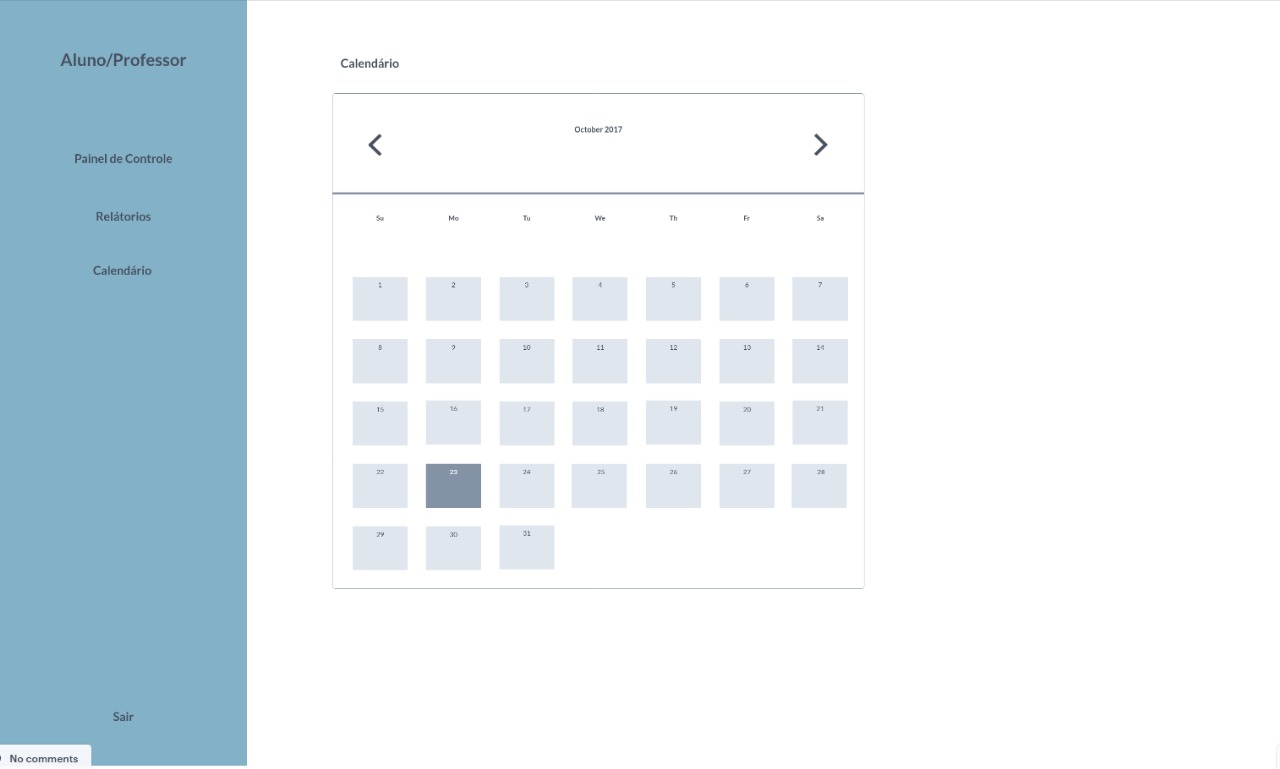 Aluno/Professor
Painel de Controle
Relátorios
Calendário
Sair
No comments
Calendário
October 2017
Su Mo Tu We Th Fr Sa
1 2 3 4 5 6 7
8 9 10 11 12 13 14
15 16 17 18 19 20 21
22 23 24 25 26 27 28
29 30 31